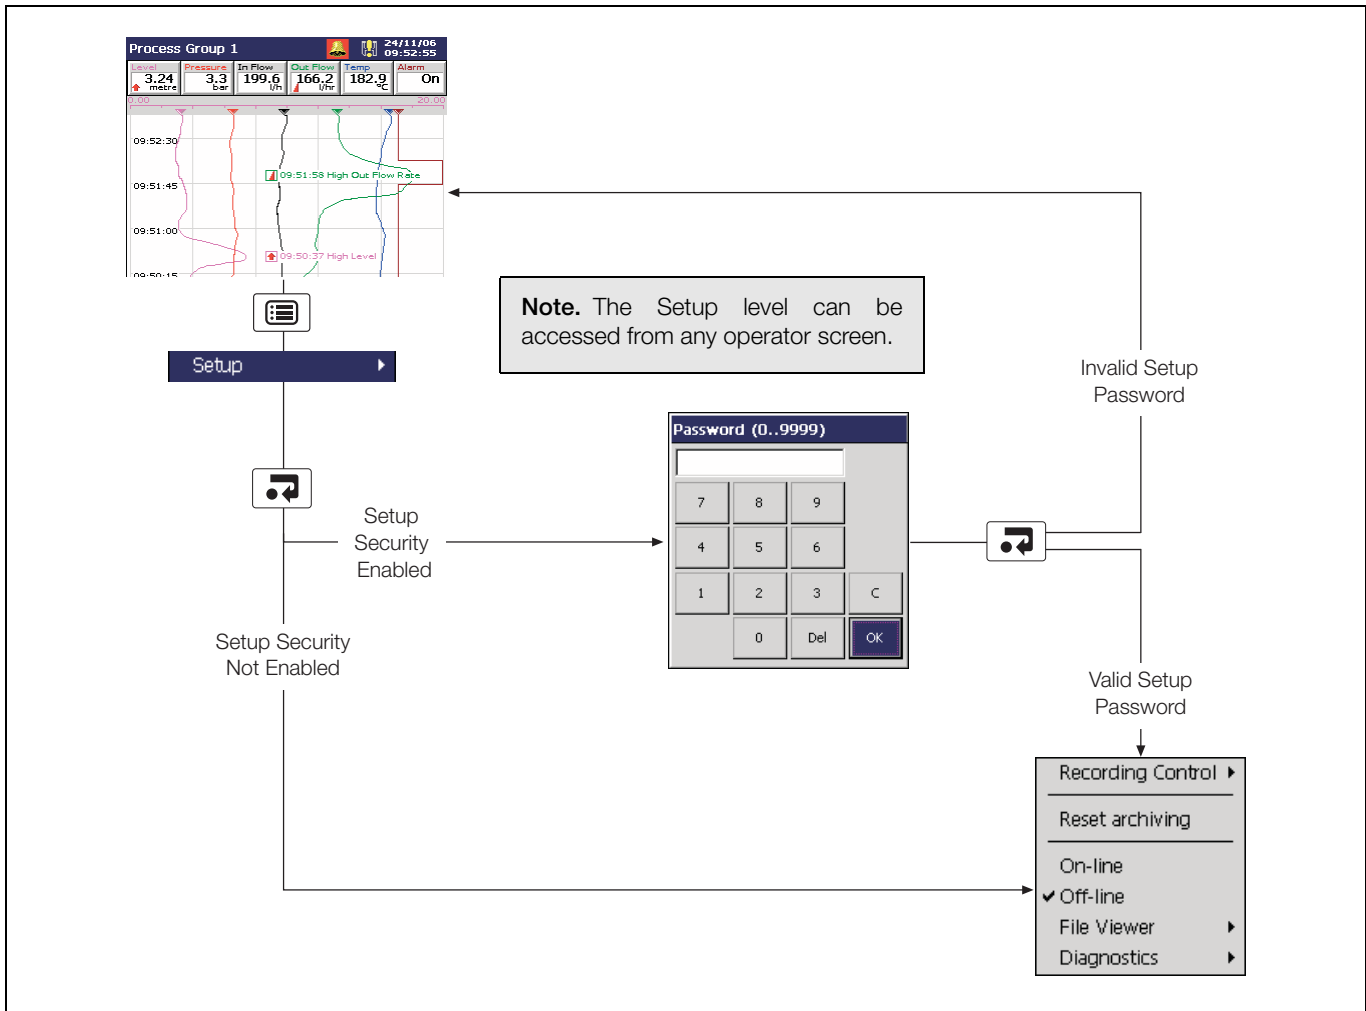 Process Group 1
24/11/06
09:52:55
Level Pressure In Flow Out Flow Temp Alarm
3.24 3.3 199.6 166.2 182.9 On
metre bar l/h l/hr °C
0.00 20.00
09:52:30
09:51:58 High Out Flow Rate
09:51:45
09:51:00
09:50:37 High Level
09:50:15
Setup
Note. The Setup level can be
accessed from any operator screen.
Invalid Setup
Password
Password (0..9999)
7 8 9
4 5 6
1 2 3 C
0 Del OK
Setup
Security
Enabled
Setup Security
Not Enabled
Valid Setup
Password
Recording Control
Reset archiving
On-line
Off-line
File Viewer
Diagnostics